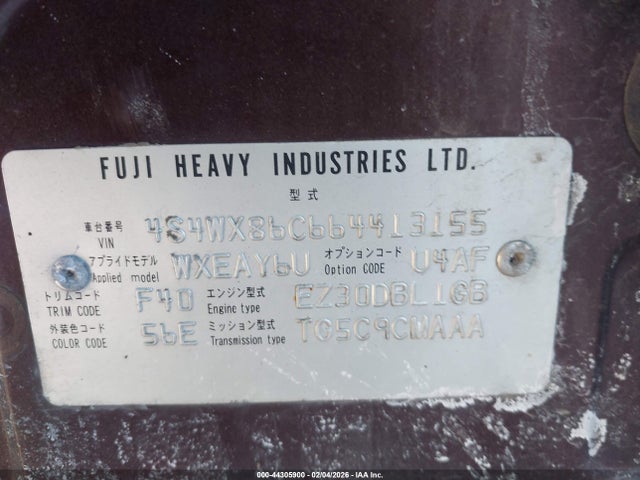 FUJI HEAVY INDUSTRIES LTD.
型式
車台番号 VIN 4S4WX86C664413155
アプライドモデル Applied model WXEAY6U オプションコード Option CODE U4AF
トリムコード TRIM CODE F40 エンジン型式 Engine type EZ30DBL1GB
外装色コード COLOR CODE 56E ミッション型式 Transmission type TG5C9CMAAA
000-44305900 - 02/04/2026 - IAA Inc.